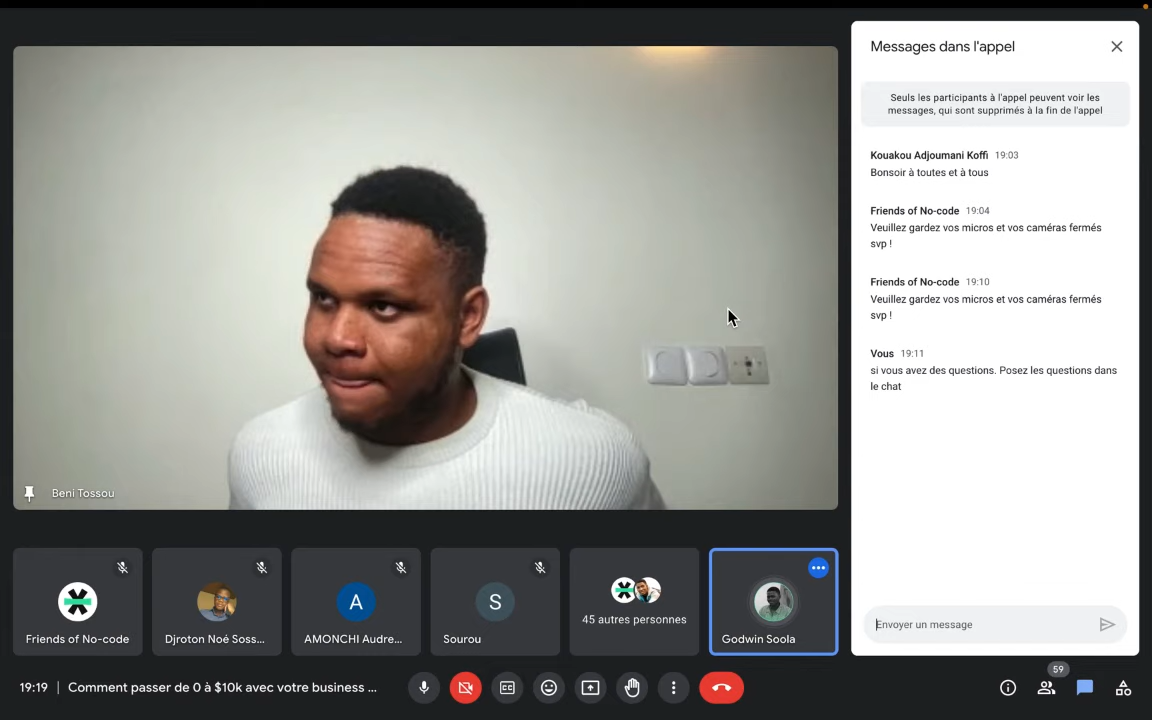 Messages dans l'appel
Seuls les participants à l'appel peuvent voir les
messages, qui sont supprimés à la fin de l'appel
Kouakou Adjoumani Koffi 19:03
Bonsoir à toutes et à tous
Friends of No-code 19:04
Veuillez gardez vos micros et vos caméras fermés
svp !
Friends of No-code 19:10
Veuillez gardez vos micros et vos caméras fermés
svp !
Vous 19:11
si vous avez des questions. Posez les questions dans
le chat
Envoyer un message
Beni Tossou
Friends of No-code
Djroton Noé Soss...
A
AMONCHI Audre...
S
Sourou
45 autres personnes
Godwin Soola
19:19 | Comment passer de 0 à $10k avec votre business ...
59